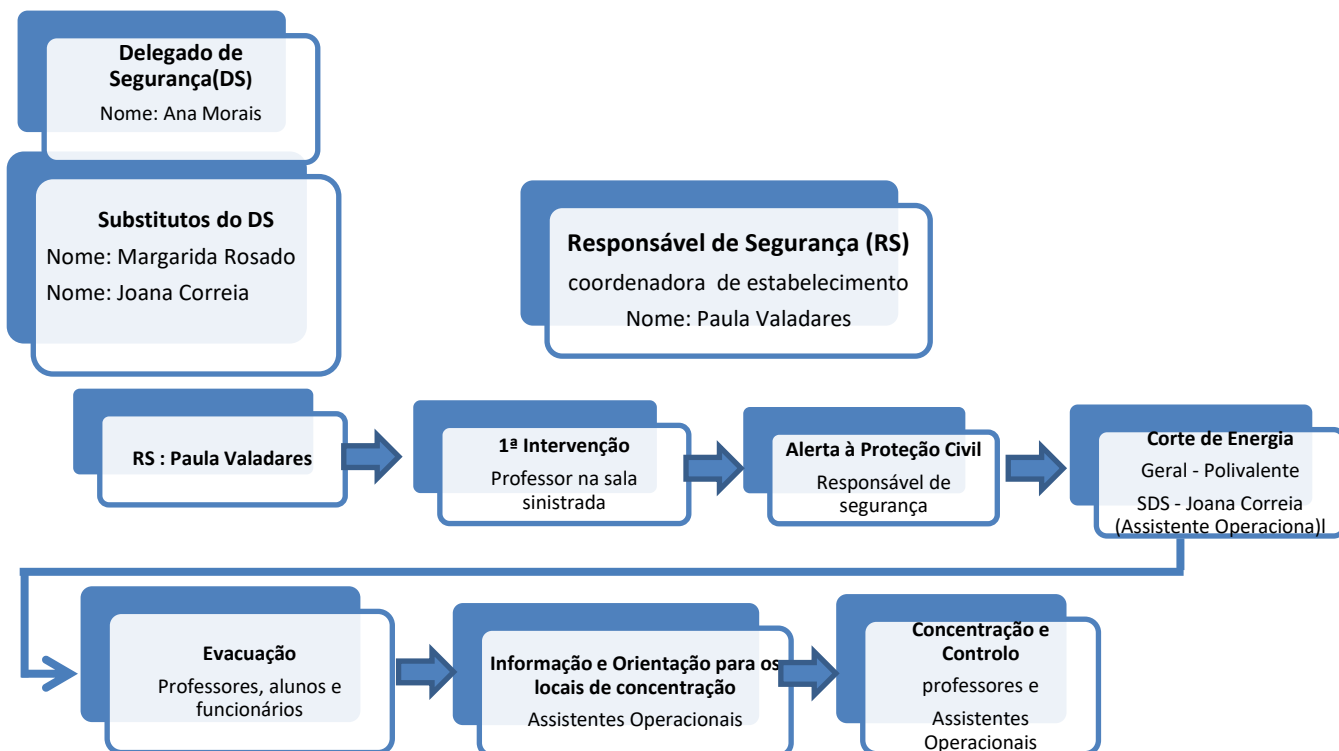 Delegado de
Segurança(DS)
Nome: Ana Morais
Substitutos do DS
Nome: Margarida Rosado
Nome: Joana Correia
Responsável de Segurança (RS)
coordenadora de estabelecimento
Nome: Paula Valadares
RS : Paula Valadares
1ª Intervenção
Professor na sala
sinistrada
Alerta à Proteção Civil
Responsável de
segurança
Corte de Energia
Geral - Polivalente
SDS - Joana Correia
(Assistente Operaciona)l
Evacuação
Professores, alunos e
funcionários
Informação e Orientação para os
locais de concentração
Assistentes Operacionais
Concentração e
Controlo
professores e
Assistentes
Operacionais